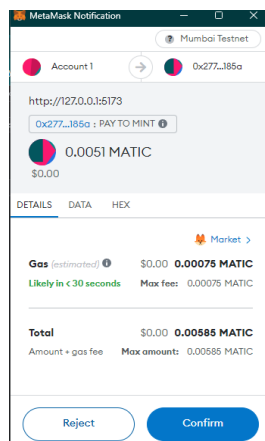 MetaMask Notification
Mumbai Testnet
Account 1 0x277...185a
http://127.0.0.1:5173
0x277...185a : PAY TO MINT
0.0051 MATIC
$0.00
DETAILS DATA HEX
Market >
Gas (estimated) $0.00 0.00075 MATIC
Likely in < 30 seconds Max fee: 0.00075 MATIC
Total $0.00 0.00585 MATIC
Amount + gas fee Max amount: 0.00585 MATIC
Reject Confirm